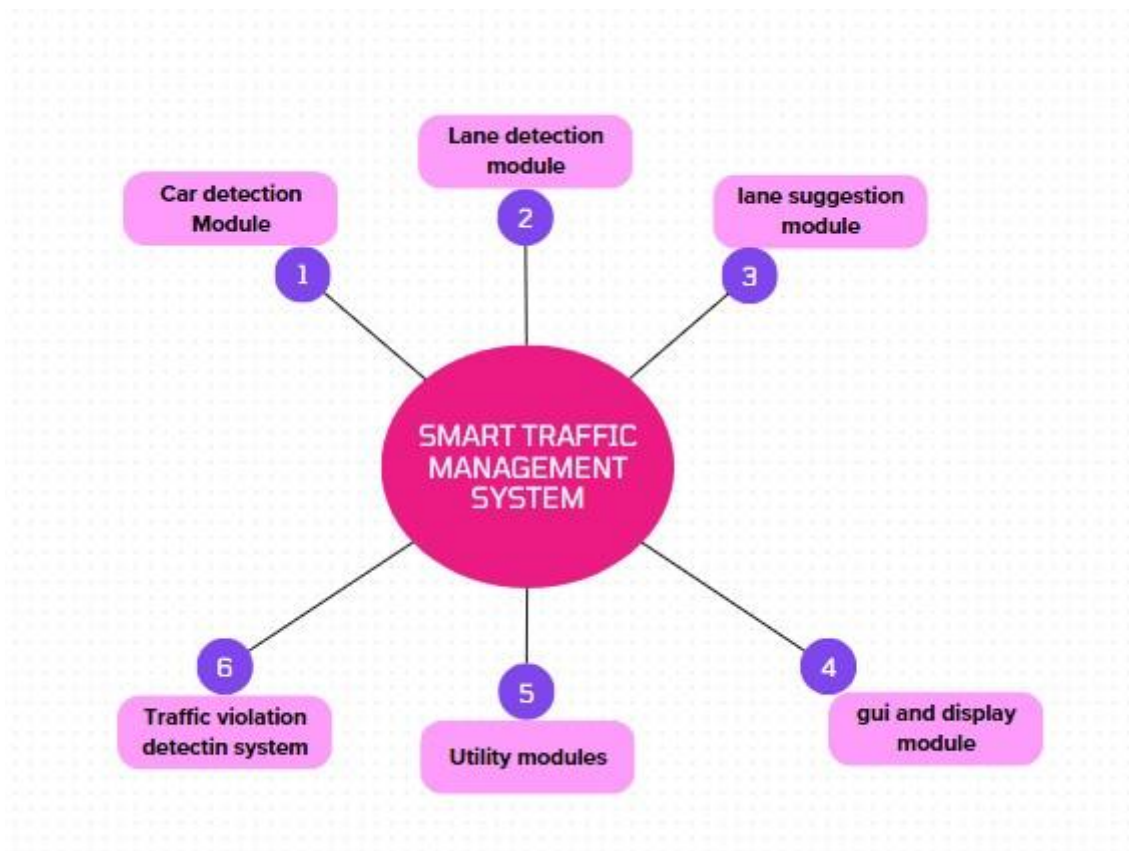 Lane detection
module
Car detection
Module
lane suggestion
module
2
1
3
SMART TRAFFIC
MANAGEMENT
SYSTEM
6
5
4
Traffic violation
detectin system
Utility modules
gui and display
module